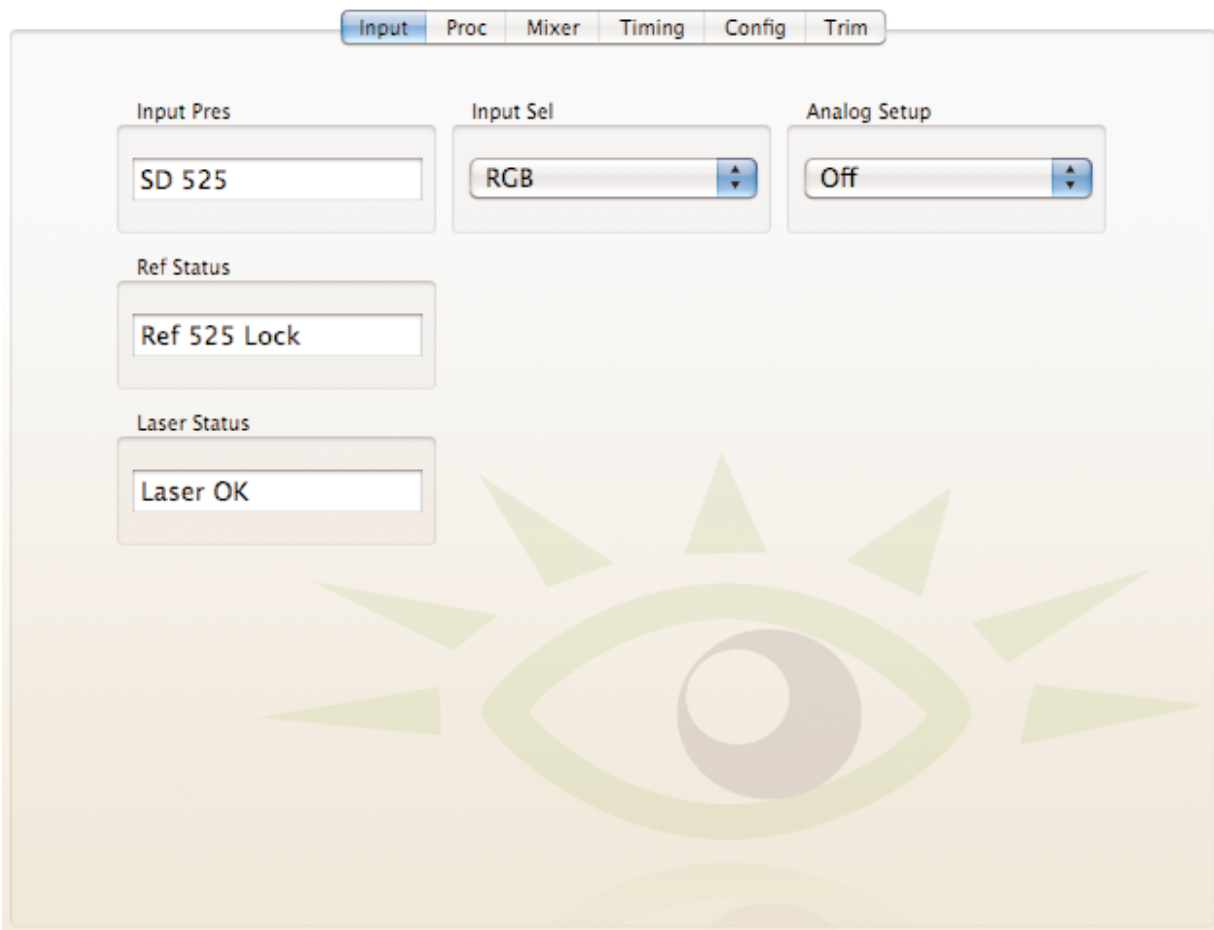 Input Proc Mixer Timing Config Trim
Input Pres Input Sel Analog Setup
SD 525 RGB Off
Ref Status
Ref 525 Lock
Laser Status
Laser OK